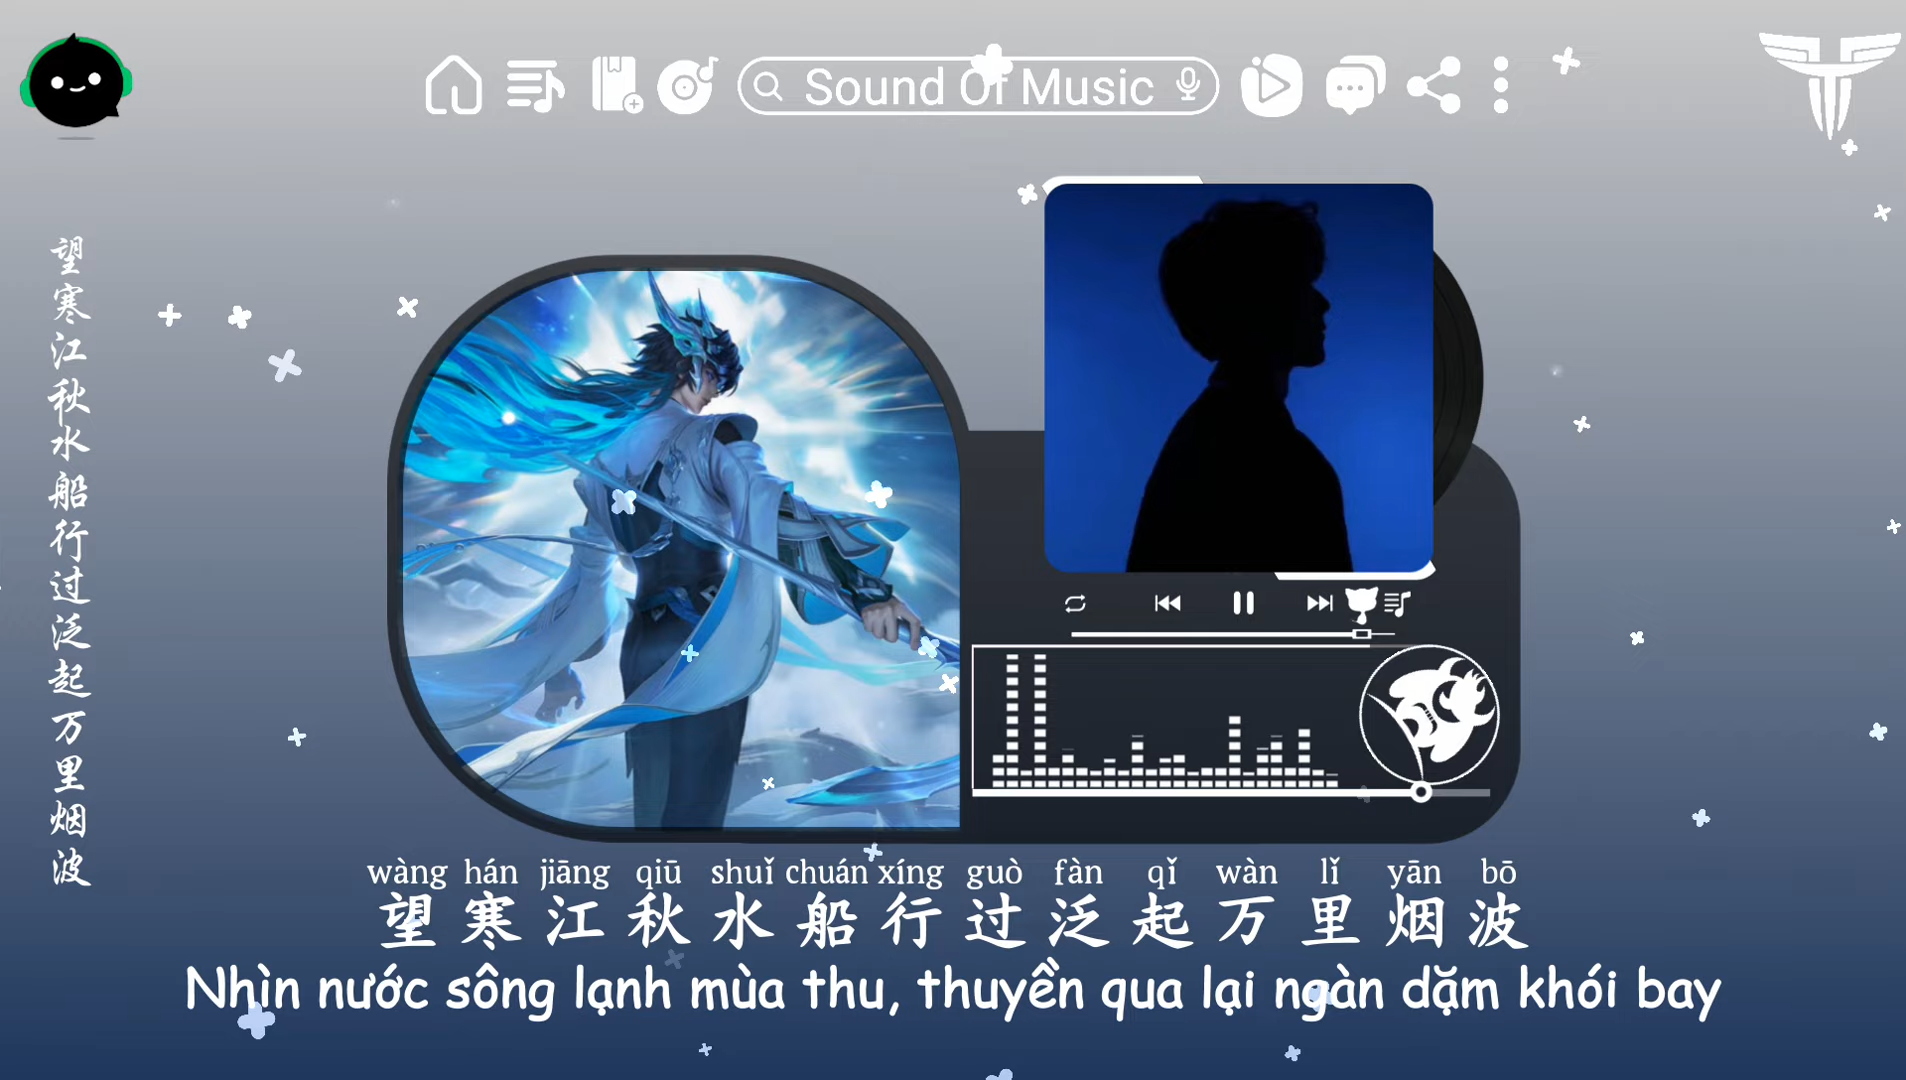 Sound Of Music
望寒江秋水船行过泛起万里烟波
wàng hán jiāng qiū shuǐ chuán xíng guò fàn qǐ wàn lǐ yān bō
望寒江秋水船行过泛起万里烟波
Nhìn nước sông lạnh mùa thu, thuyền qua lại ngàn dặm khói bay